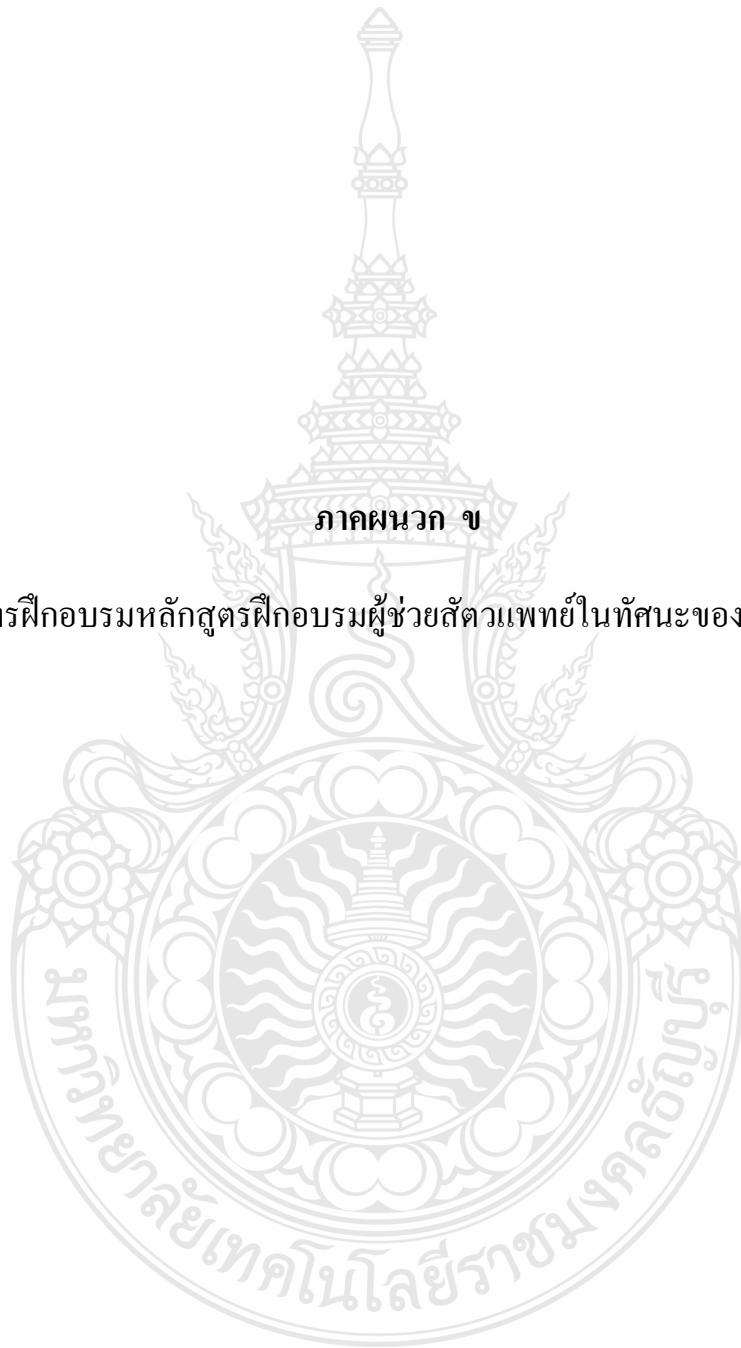 ภาคผนวก ข
ารฝึกอบรมหลักสูตรฝึกอบรมผู้ช่วยสัตวแพทย์ในทัศนะของ
มหาวิทยาลัยเทคโนโลยีราชมงคลธัญบุรี